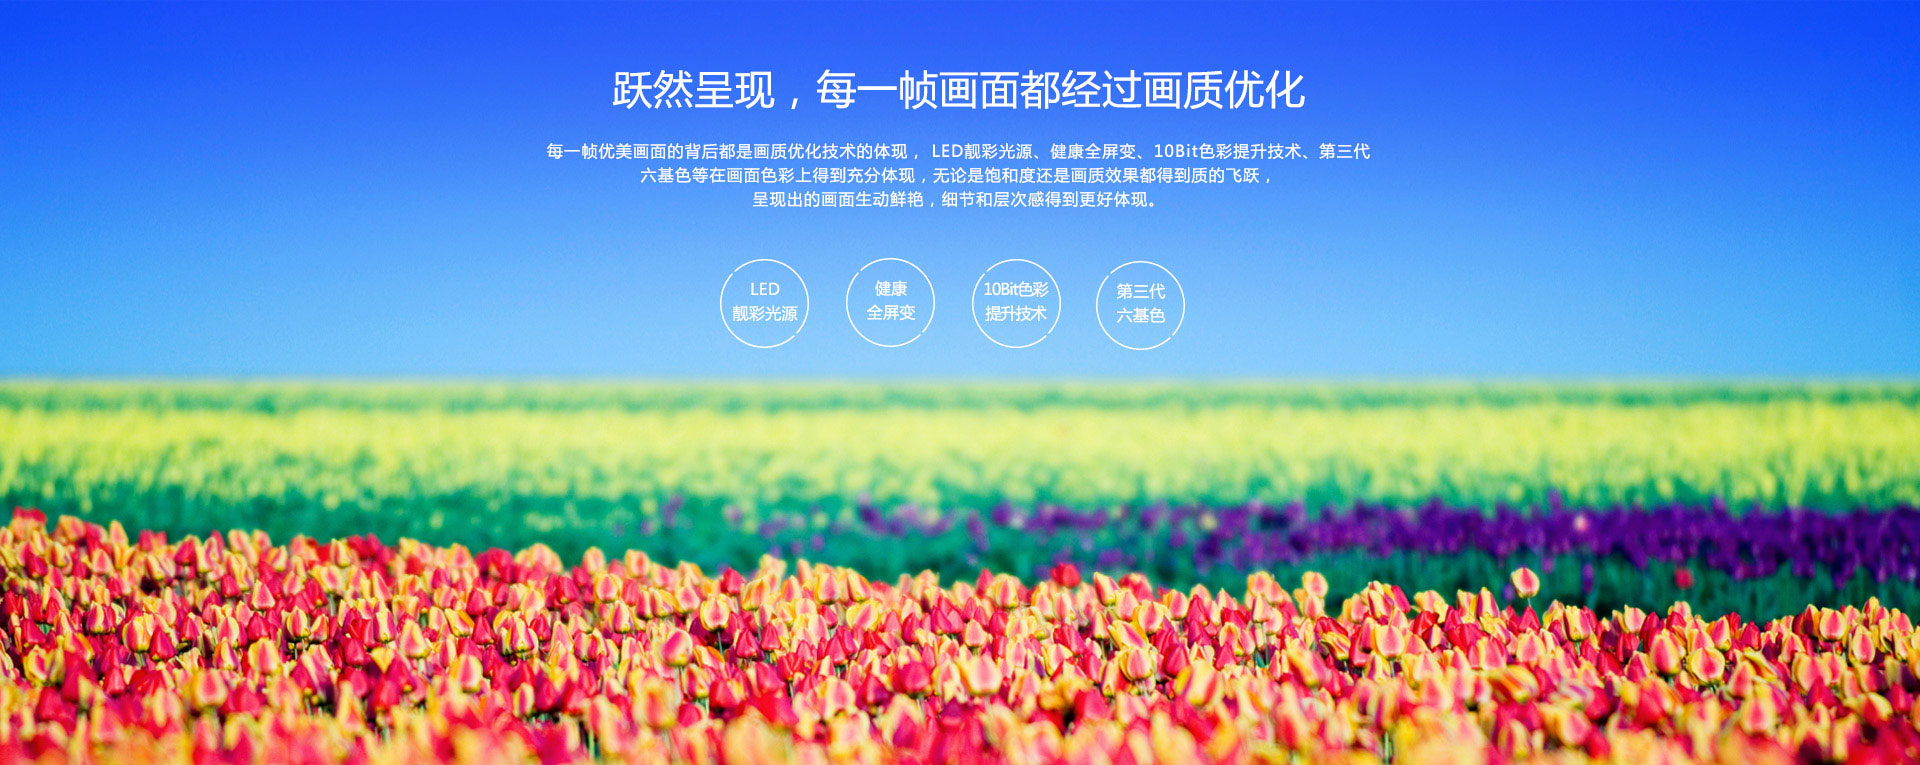 跃然呈现，每一帧画面都经过画质优化
每一帧优美画面的背后都是画质优化技术的体现， LED靓彩光源、健康全屏变、10Bit色彩提升技术、第三代
六基色等在画面色彩上得到充分体现，无论是饱和度还是画质效果都得到质的飞跃，
呈现出的画面生动鲜艳，细节和层次感得到更好体现。
LED
靓彩光源
健康
全屏变
10Bit色彩
提升技术
第三代
六基色